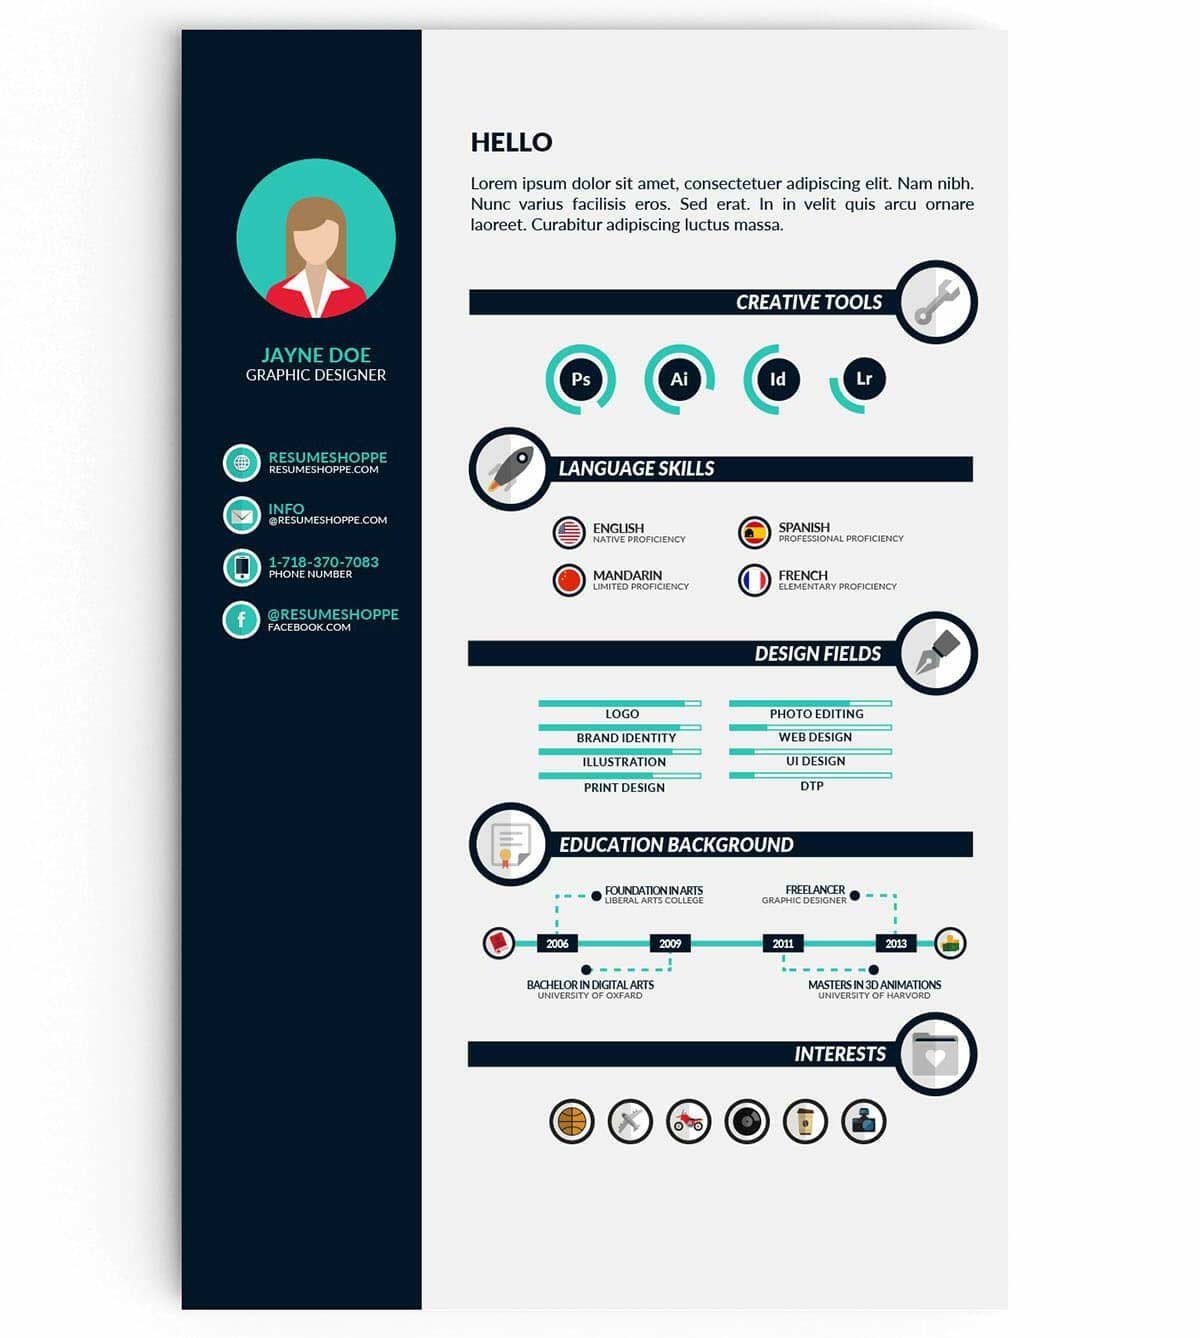 JAYNE DOE
GRAPHIC DESIGNER
RESUMESHOPPE
RESUMESHOPPE.COM
INFO
@RESUMESHOPPE.COM
1-718-370-7083
PHONE NUMBER
f
@RESUMESHOPPE
FACEBOOK.COM
HELLO
Lorem ipsum dolor sit amet, consectetuer adipiscing elit. Nam nibh.
Nunc varius facilisis eros. Sed erat. In in velit quis arcu ornare
laoreet. Curabitur adipiscing luctus massa.
CREATIVE TOOLS
Ps Ai Id Lr
LANGUAGE SKILLS
ENGLISH
NATIVE PROFICIENCY
SPANISH
PROFESSIONAL PROFICIENCY
MANDARIN
LIMITED PROFICIENCY
FRENCH
ELEMENTARY PROFICIENCY
DESIGN FIELDS
LOGO
BRAND IDENTITY
ILLUSTRATION
PRINT DESIGN
PHOTO EDITING
WEB DESIGN
UI DESIGN
DTP
EDUCATION BACKGROUND
FOUNDATION IN ARTS
LIBERAL ARTS COLLEGE
FREELANCER
GRAPHIC DESIGNER
2006 2009 2011 2013
BACHELOR IN DIGITAL ARTS
UNIVERSITY OF OXFARD
MASTERS IN 3D ANIMATIONS
UNIVERSITY OF HARVORD
INTERESTS